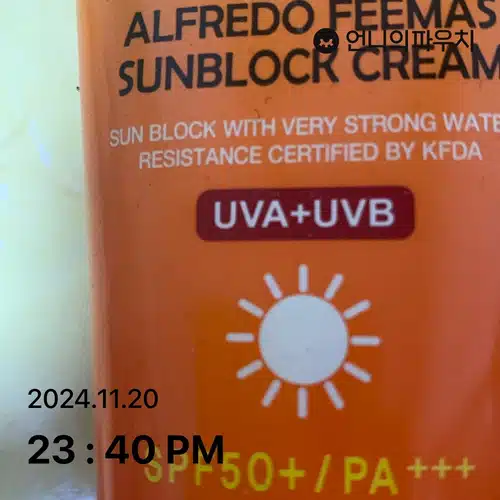 ALFREDO FEEMAS
언니의파우치
SUNBLOCK CREAM
SUN BLOCK WITH VERY STRONG WATE
RESISTANCE CERTIFIED BY KFDA
UVA+UVB
2024.11.20
23 : 40 PM
SPF50+/PA+++